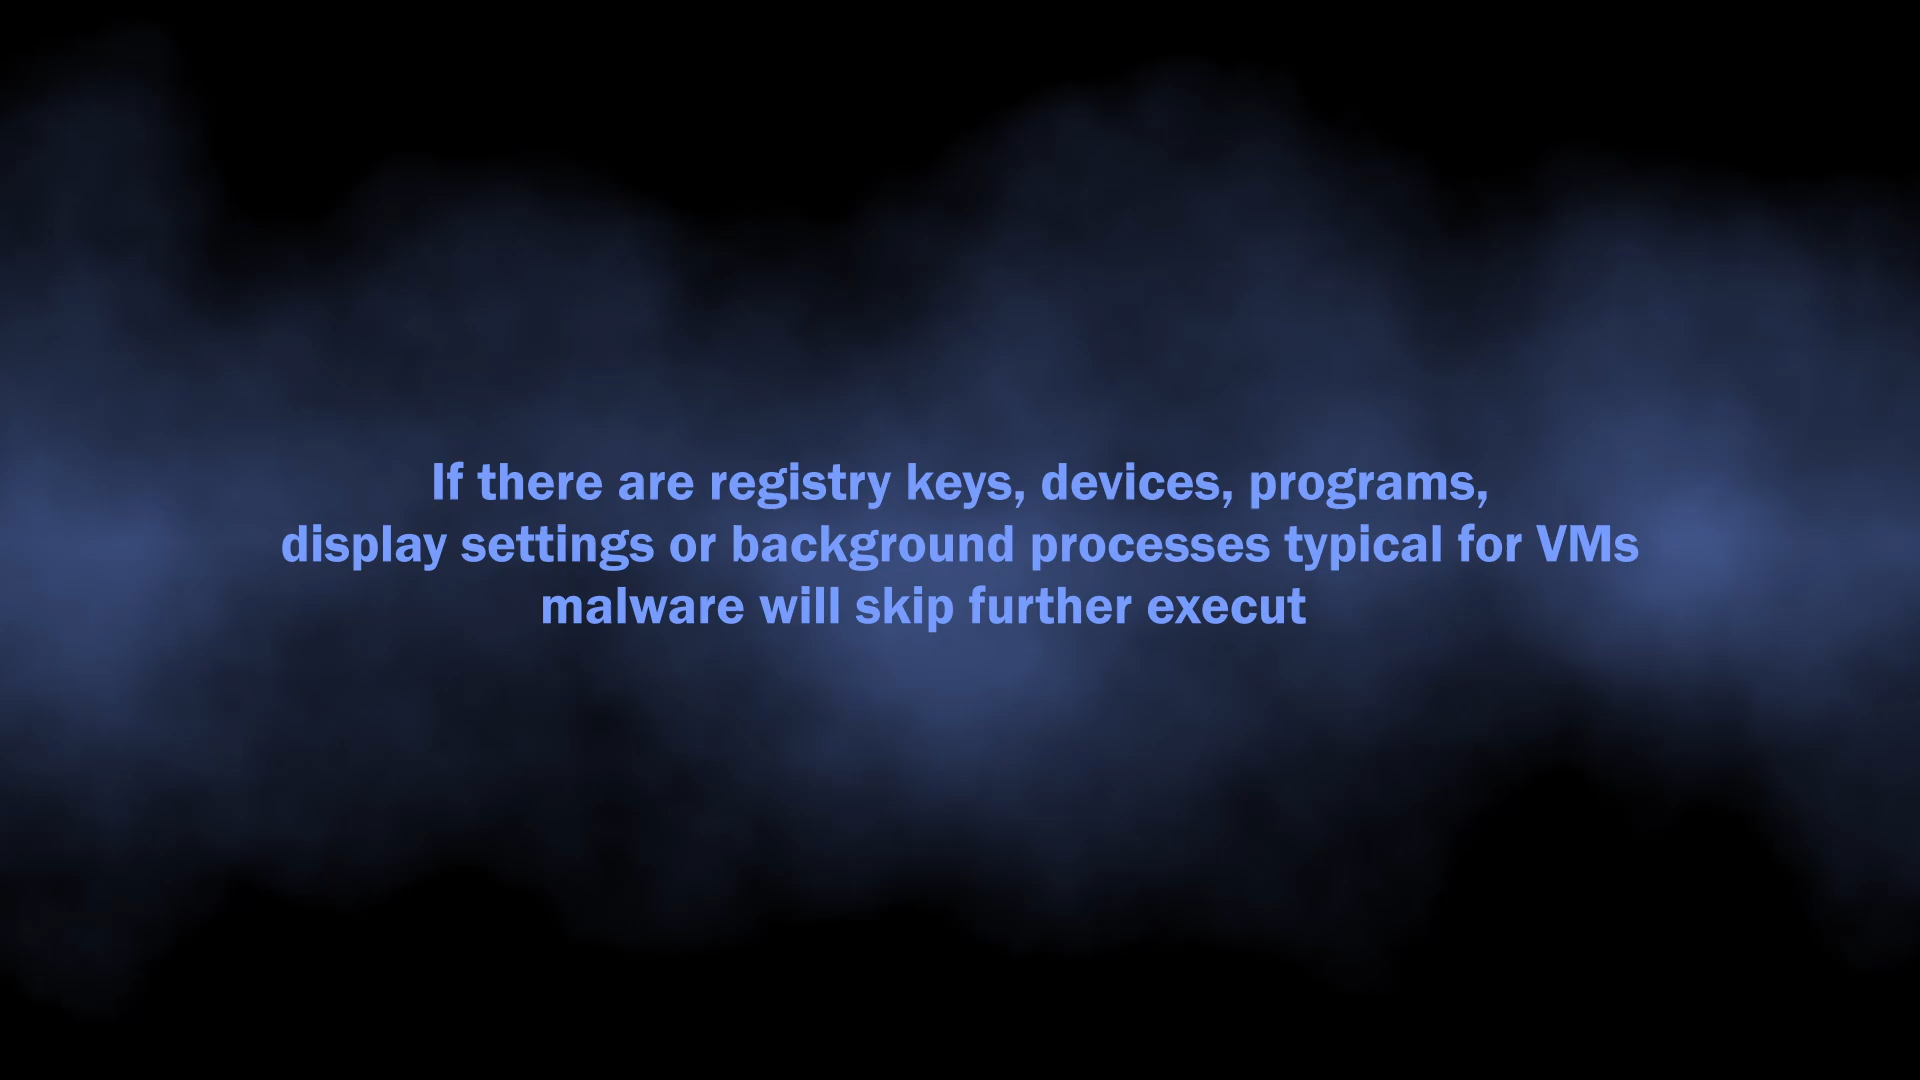 If there are registry keys, devices, programs,
display settings or background processes typical for VMs
malware will skip further execut